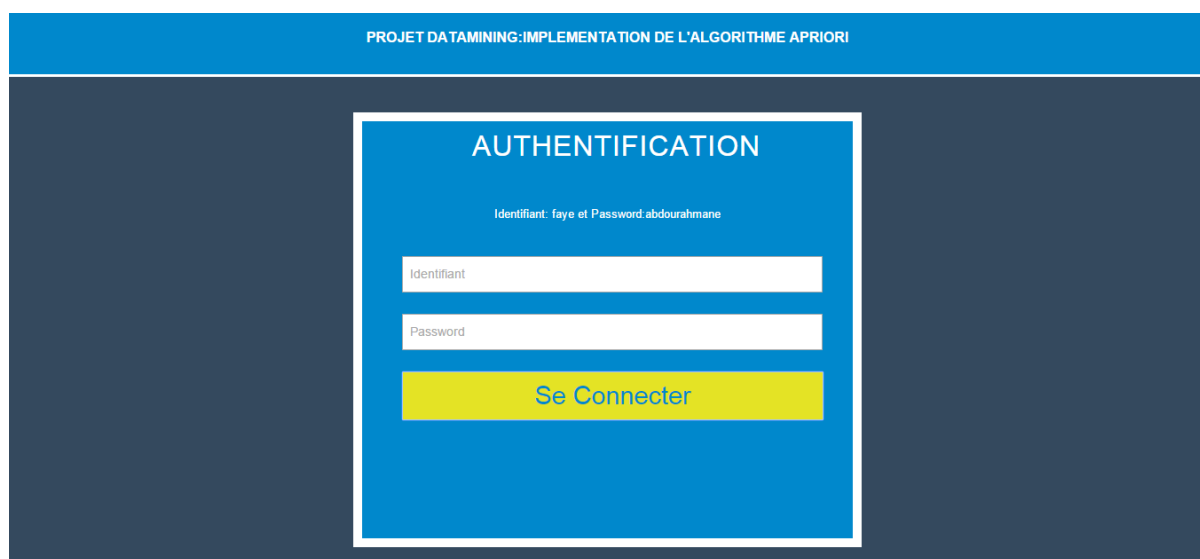 PROJET DATAMINING:IMPLEMENTATION DE L'ALGORITHME APRIORI
AUTHENTIFICATION
Identifiant: faye et Password:abdourahmane
Identifiant
Password
Se Connecter